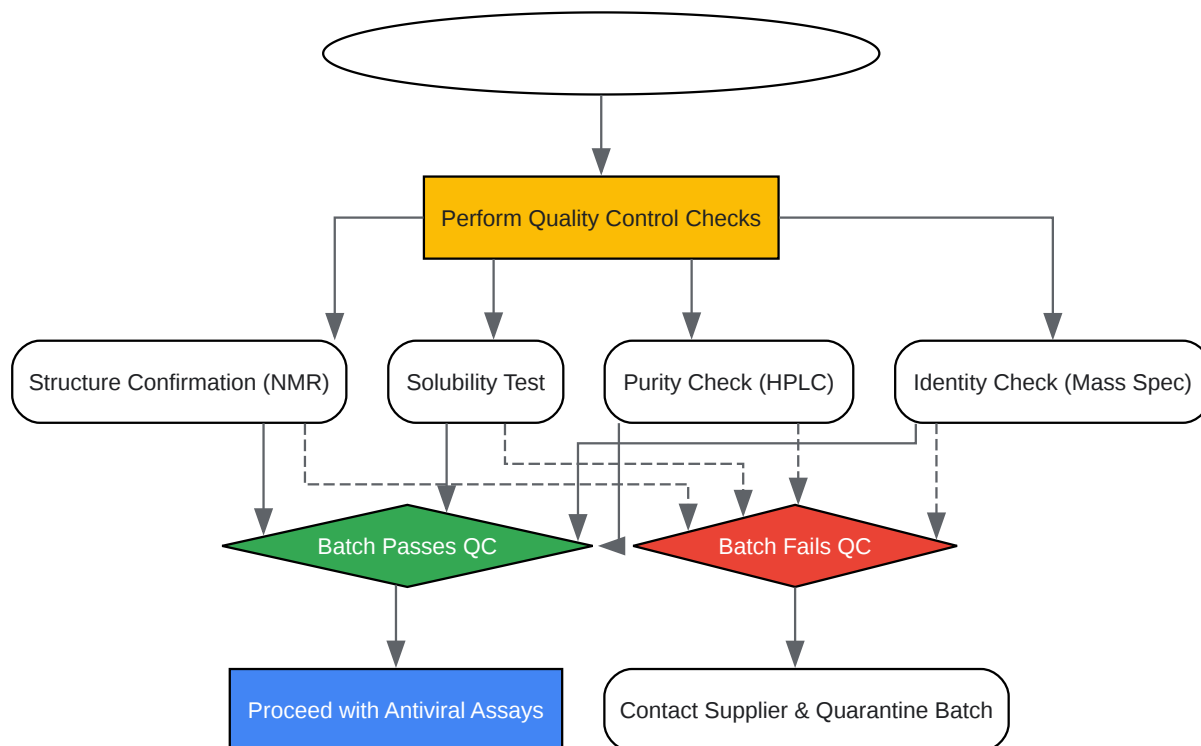 Perform Quality Control Checks
Structure Confirmation (NMR)
Solubility Test
Purity Check (HPLC)
Identity Check (Mass Spec)
Batch Passes QC
Batch Fails QC
Proceed with Antiviral Assays
Contact Supplier & Quarantine Batch